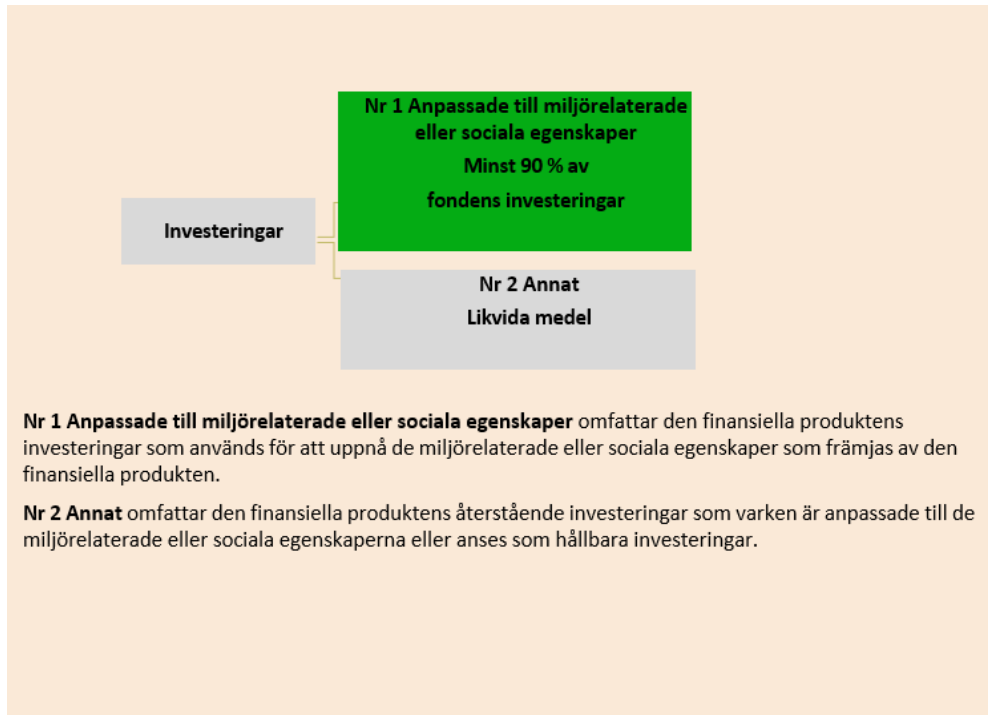 Nr 1 Anpassade till miljörelaterade
eller sociala egenskaper
Minst 90 % av
fondens investeringar
Investeringar
Nr 2 Annat
Likvida medel
Nr 1 Anpassade till miljörelaterade eller sociala egenskaper omfattar den finansiella produktens
investeringar som används för att uppnå de miljörelaterade eller sociala egenskaper som främjas av den
finansiella produkten.
Nr 2 Annat omfattar den finansiella produktens återstående investeringar som varken är anpassade till de
miljörelaterade eller sociala egenskaperna eller anses som hållbara investeringar.